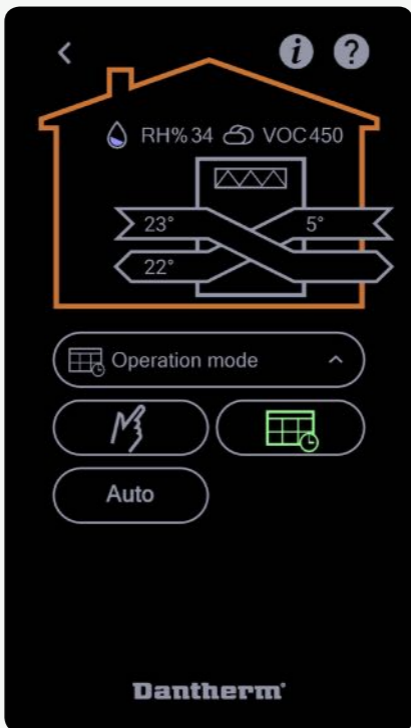 i ?
RH% 34 VOC 450
23° 5°
22°
Operation mode
Auto
Dantherm®